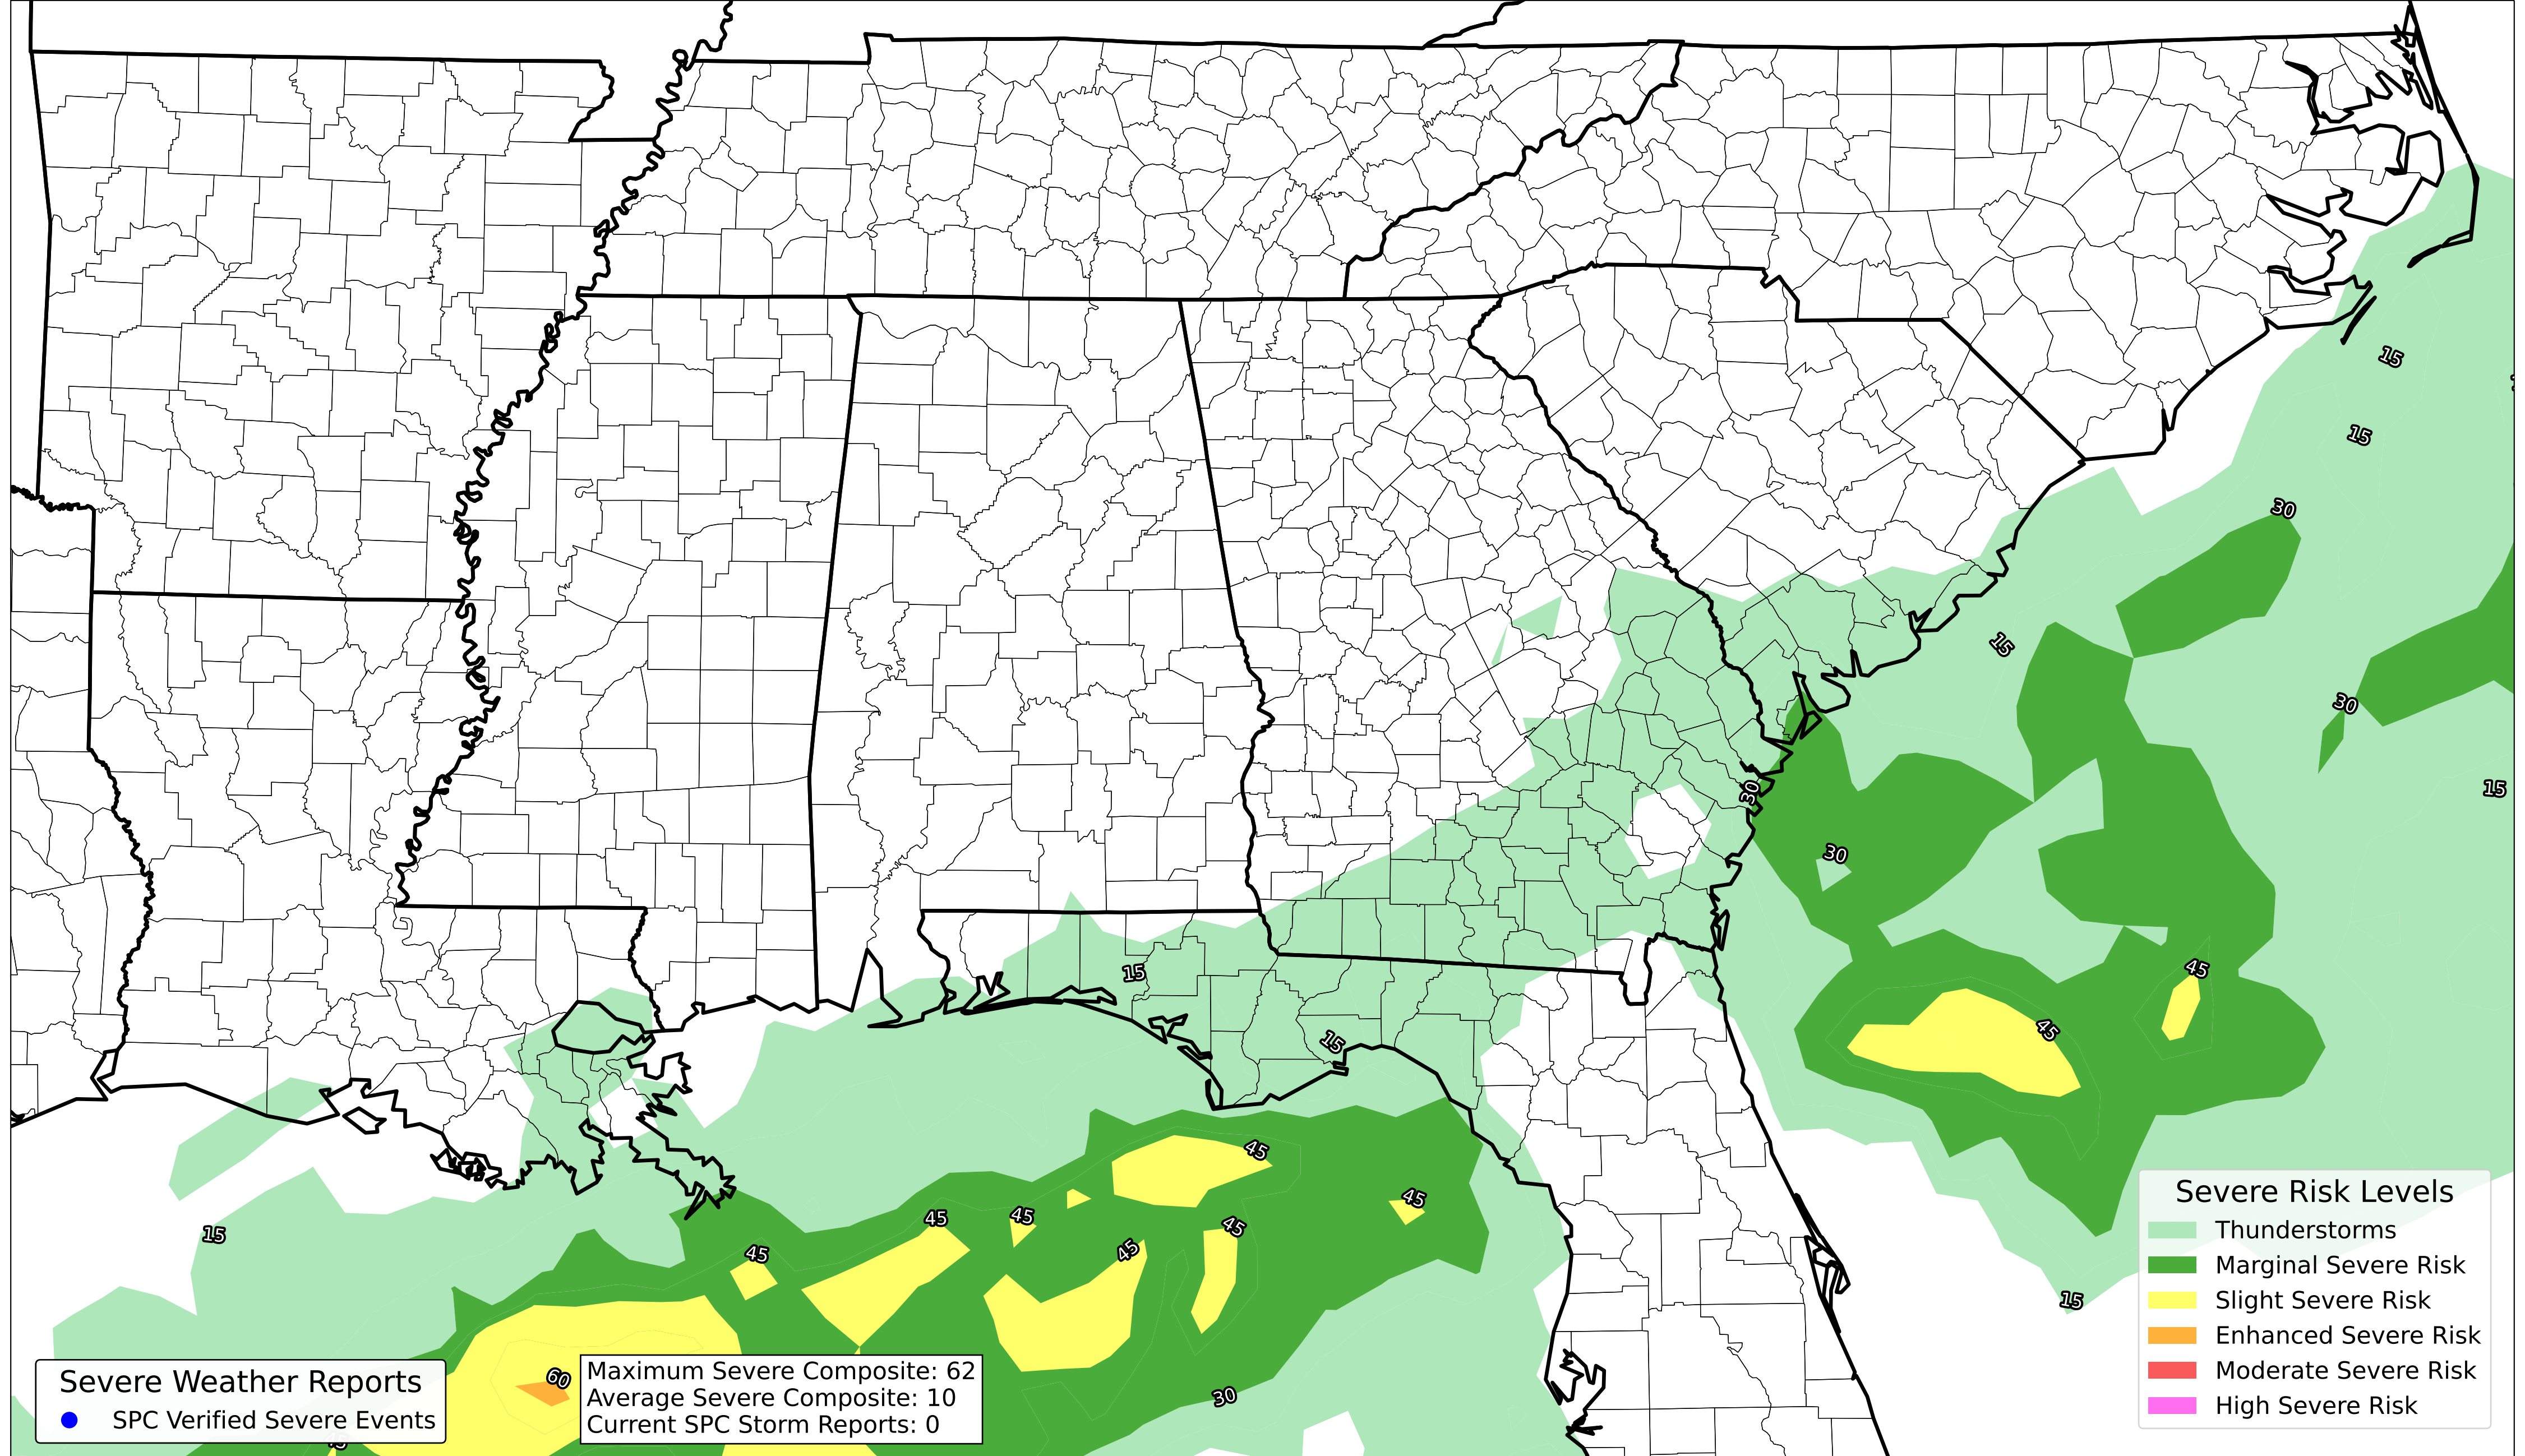 15
15
30
15
30
15
30
30
15
45
15
45
45
45
45
45
45
15
45
45
15
30
60
45
Severe Risk Levels
Thunderstorms
Marginal Severe Risk
Slight Severe Risk
Enhanced Severe Risk
Moderate Severe Risk
High Severe Risk
Severe Weather Reports
SPC Verified Severe Events
Maximum Severe Composite: 62
Average Severe Composite: 10
Current SPC Storm Reports: 0